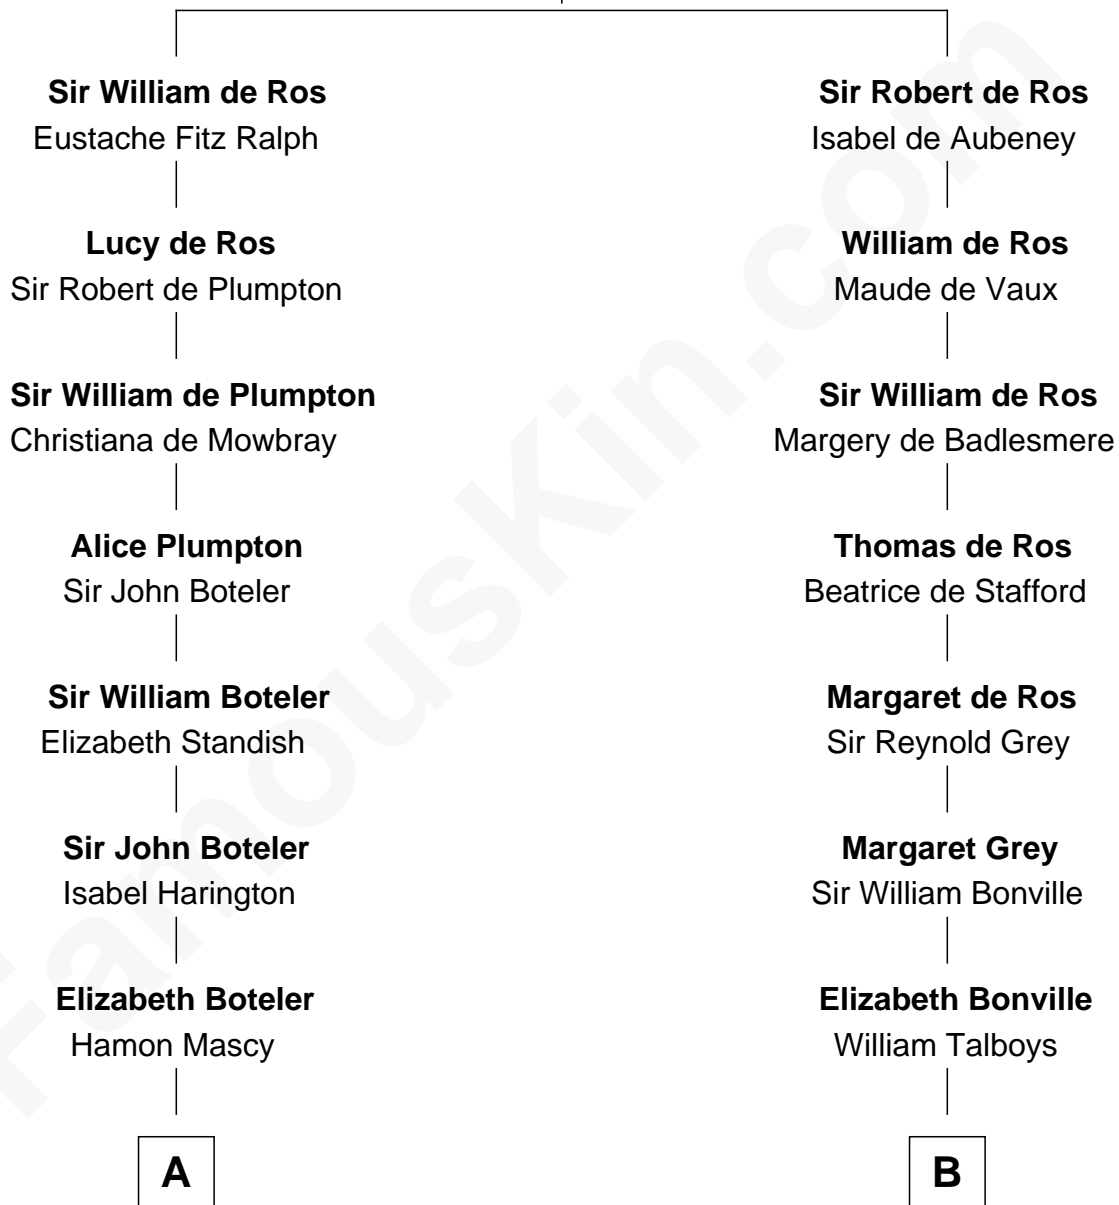 Sir William de Ros
Eustache Fitz Ralph
Lucy de Ros
Sir Robert de Plumpton
Sir William de Plumpton
Christiana de Mowbray
Alice Plumpton
Sir John Boteler
Sir William Boteler
Elizabeth Standish
Sir John Boteler
Isabel Harington
Elizabeth Boteler
Hamon Mascy
A
Sir Robert de Ros
Isabel de Aubeney
William de Ros
Maude de Vaux
Sir William de Ros
Margery de Badlesmere
Thomas de Ros
Beatrice de Stafford
Margaret de Ros
Sir Reynold Grey
Margaret Grey
Sir William Bonville
Elizabeth Bonville
William Talboys
B
FamousKin.com